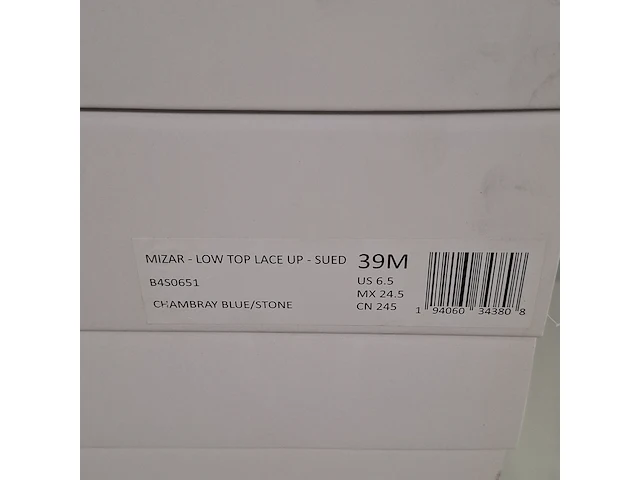 MIZAR - LOW TOP LACE UP - SUED 39M
B4S0651 US 6.5
MX 24.5
CHAMBRAY BLUE/STONE CN 245
1 94060 34380 8